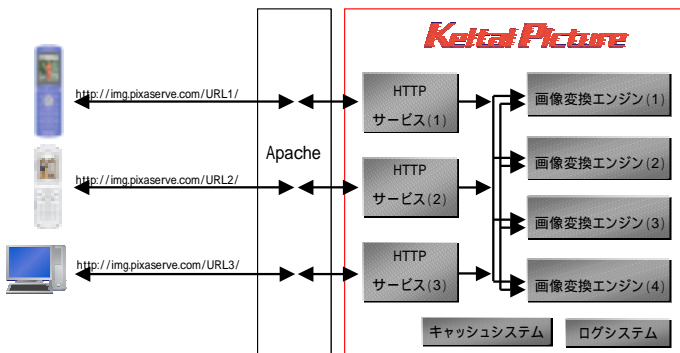 Keitai Picture
http://img.pixaserve.com/URL1/
HTTP
サービス(1)
画像変換エンジン(1)
Apache
http://img.pixaserve.com/URL2/
HTTP
サービス(2)
画像変換エンジン(2)
画像変換エンジン(3)
http://img.pixaserve.com/URL3/
HTTP
サービス(3)
画像変換エンジン(4)
キャッシュシステム
ログシステム